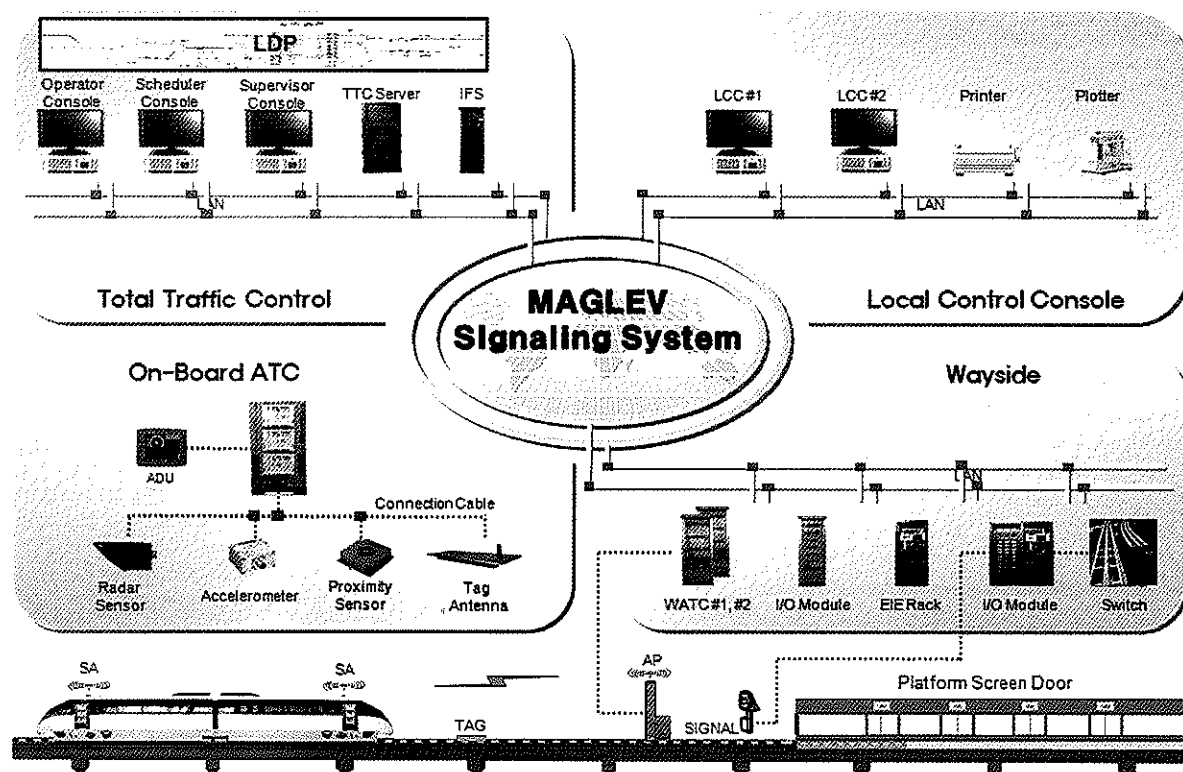 LDP
Operator
Console
Scheduler
Console
Supervisor
Console
TTC Server
IFS
LAN
Total Traffic Control
LCC #1
LCC #2
Printer
Plotter
LAN
Local Control Console
MAGLEV
Signaling System
On-Board ATC
ADU
Connection Cable
Radar
Sensor
Accelerometer
Proximity
Sensor
Tag
Antenna
Wayside
LAN
WATC #1, #2
I/O Module
EIE Rack
I/O Module
Switch
SA
SA
TAG
AP
SIGNAL
Platform Screen Door